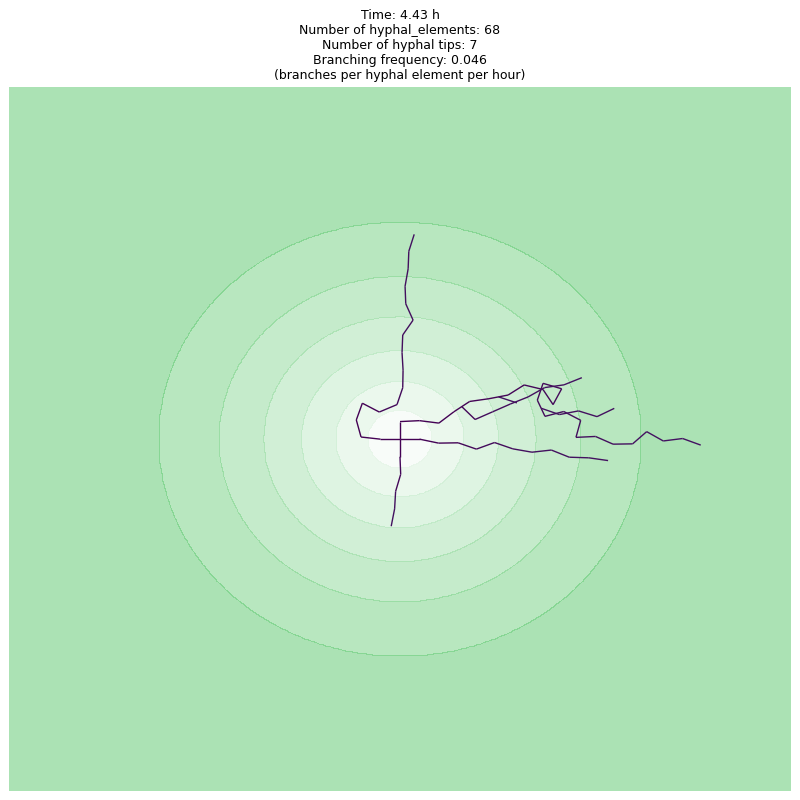 Time: 4.43 h
Number of hyphal_elements: 68
Number of hyphal tips: 7
Branching frequency: 0.046
(branches per hyphal element per hour)